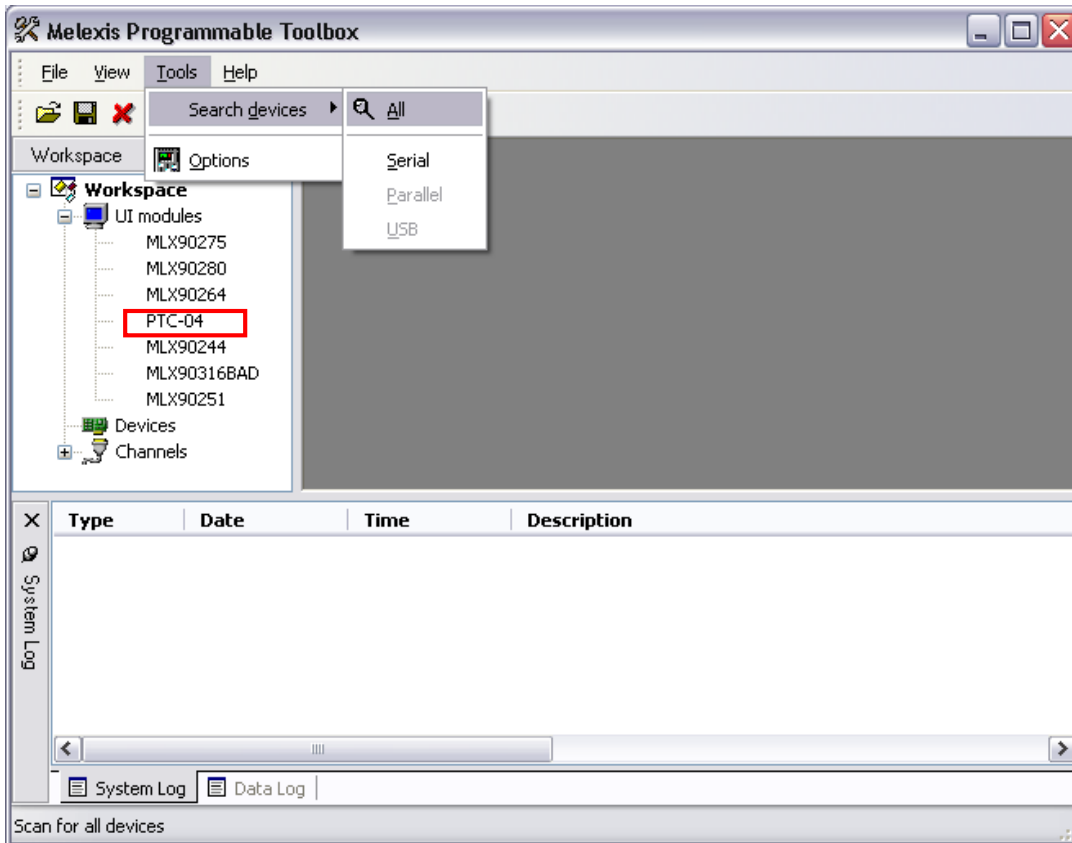 Melexis Programmable Toolbox
File View Tools Help
Search devices
All
Options
Serial
Parallel
USB
Workspace
Workspace
UI modules
MLX90275
MLX90280
MLX90264
PTC-04
MLX90244
MLX90316BAD
MLX90251
Devices
Channels
Type Date Time Description
System Log
System Log Data Log
Scan for all devices